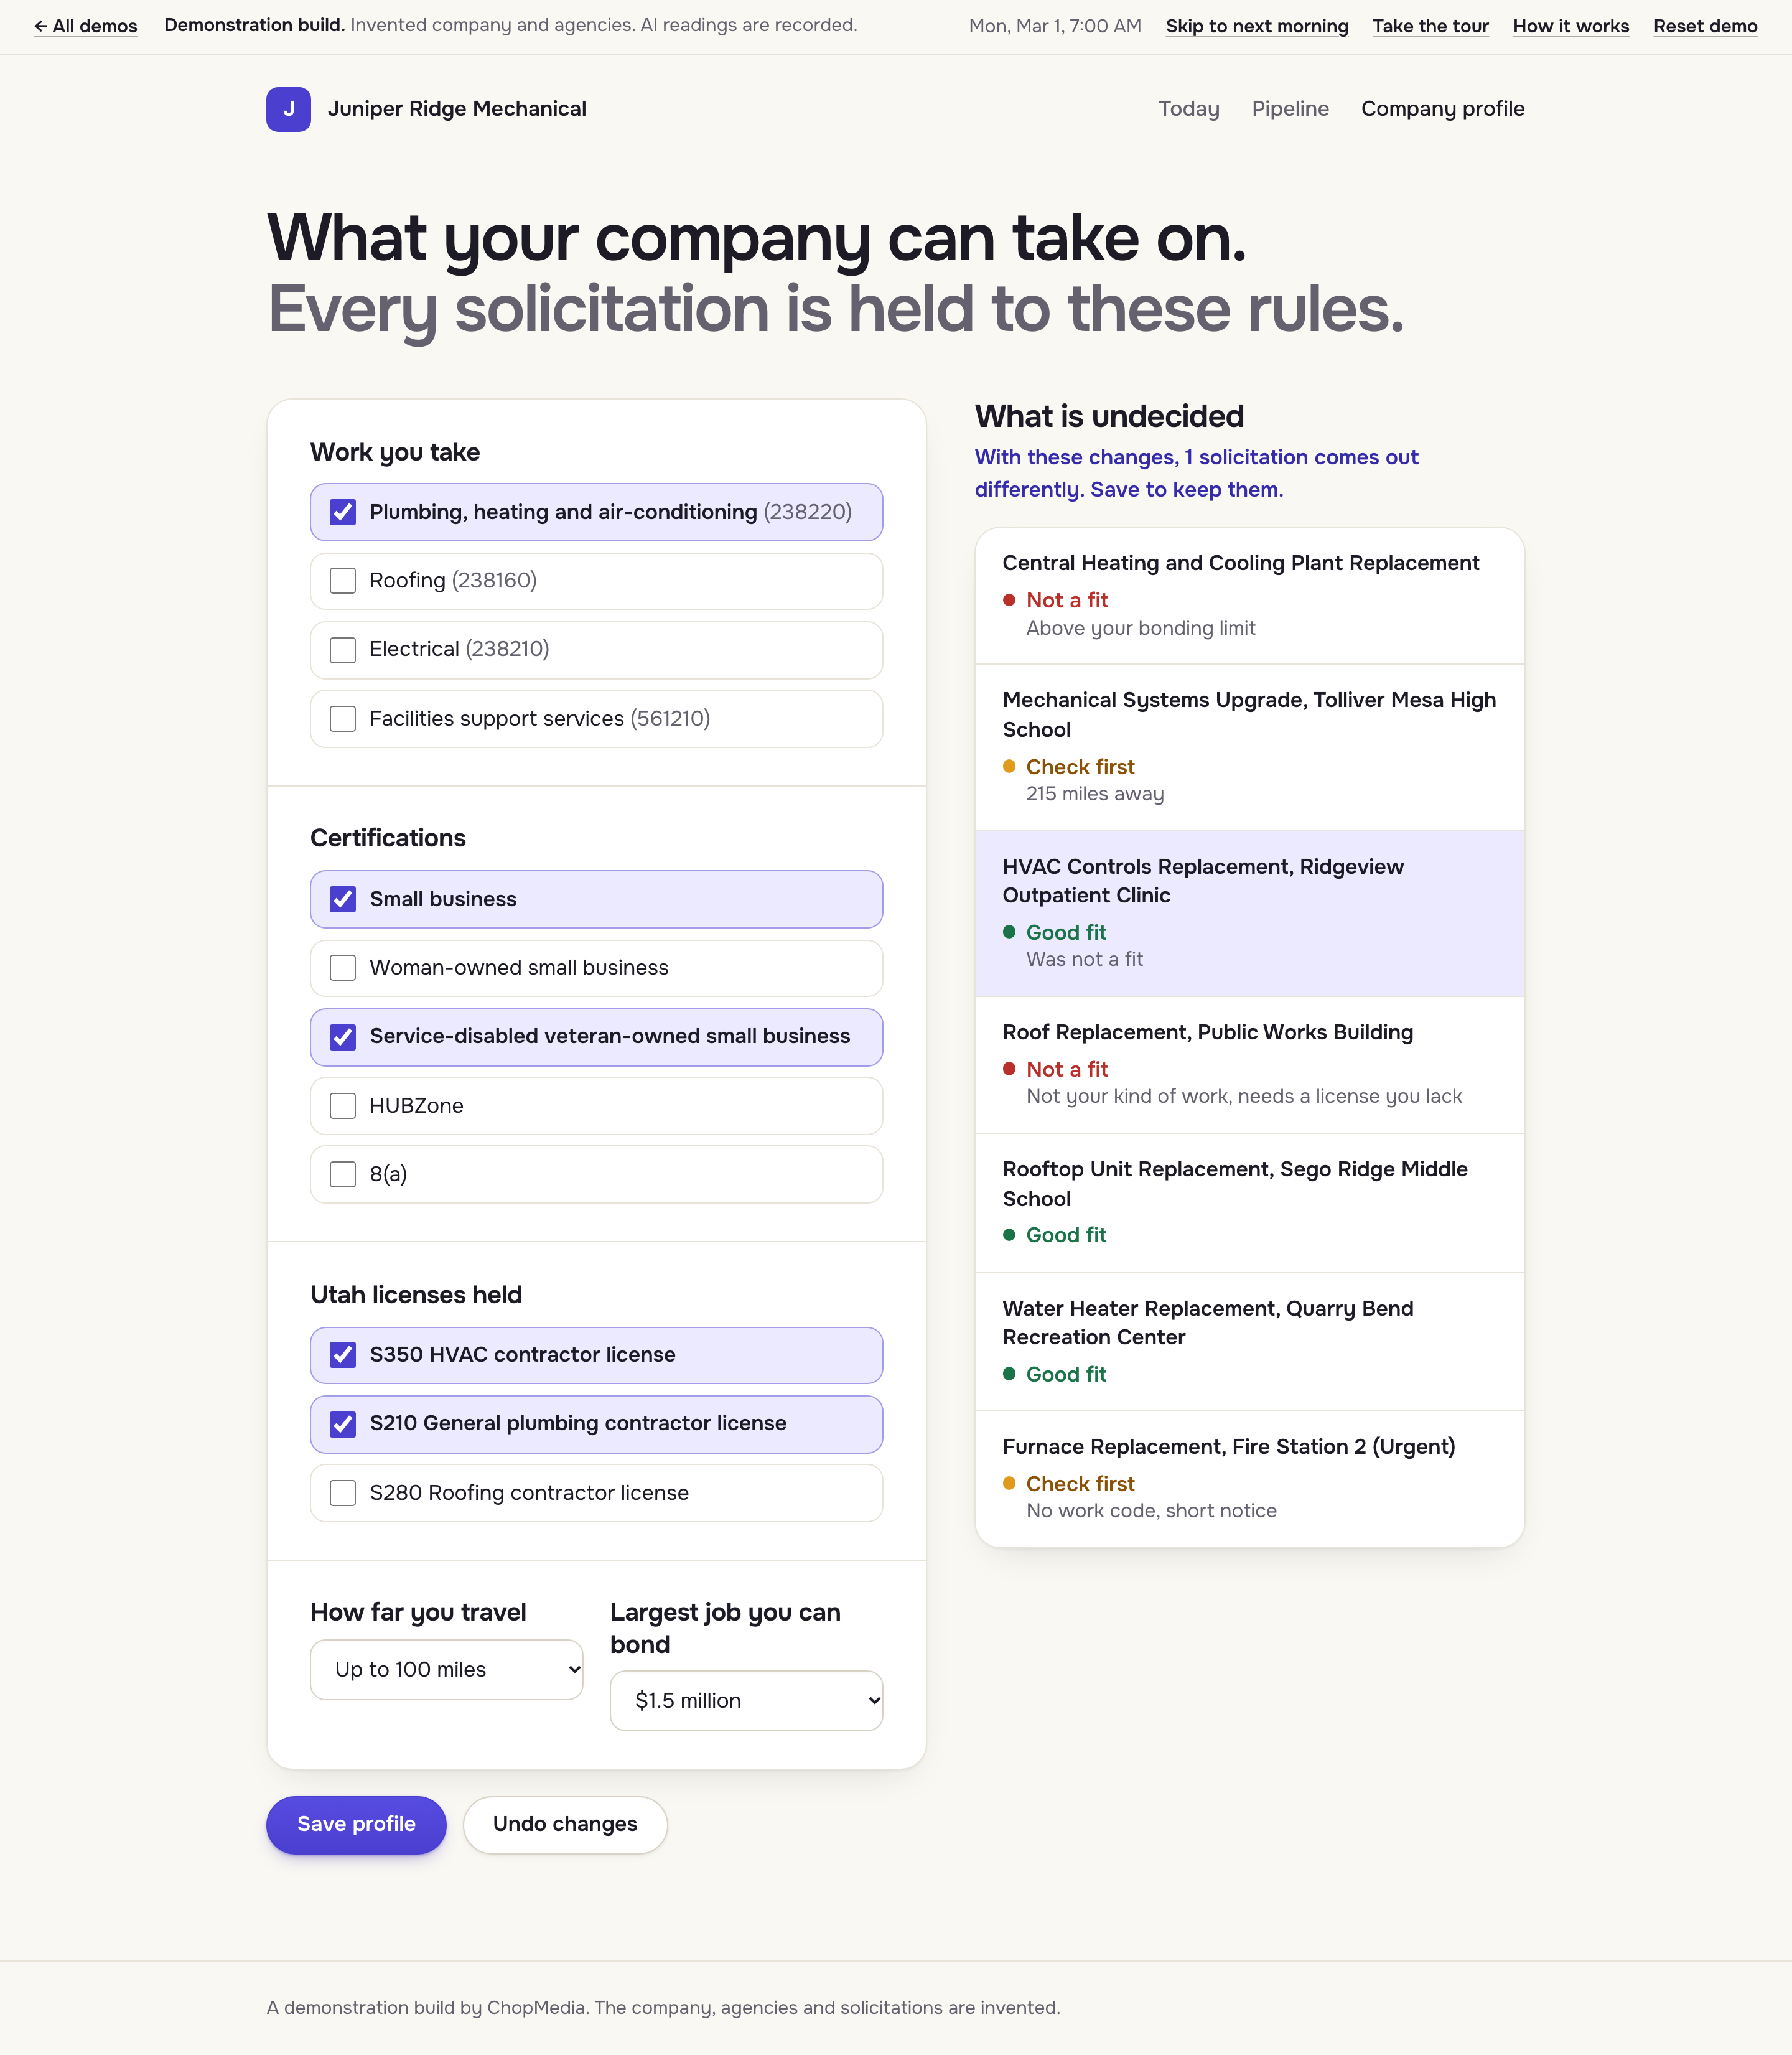 ← All demos
Demonstration build. Invented company and agencies. AI readings are recorded.
Mon, Mar 1, 7:00 AM
Skip to next morning
Take the tour
How it works
Reset demo
J
Juniper Ridge Mechanical
Today
Pipeline
Company profile
What your company can take on.
Every solicitation is held to these rules.
Work you take
Plumbing, heating and air-conditioning (238220)
Roofing (238160)
Electrical (238210)
Facilities support services (561210)
Certifications
Small business
Woman-owned small business
Service-disabled veteran-owned small business
HUBZone
8(a)
Utah licenses held
S350 HVAC contractor license
S210 General plumbing contractor license
S280 Roofing contractor license
How far you travel
Up to 100 miles
Largest job you can
bond
$1.5 million
Save profile
Undo changes
What is undecided
With these changes, 1 solicitation comes out
differently. Save to keep them.
Central Heating and Cooling Plant Replacement
Not a fit
Above your bonding limit
Mechanical Systems Upgrade, Tolliver Mesa High
School
Check first
215 miles away
HVAC Controls Replacement, Ridgeview
Outpatient Clinic
Good fit
Was not a fit
Roof Replacement, Public Works Building
Not a fit
Not your kind of work, needs a license you lack
Rooftop Unit Replacement, Sego Ridge Middle
School
Good fit
Water Heater Replacement, Quarry Bend
Recreation Center
Good fit
Furnace Replacement, Fire Station 2 (Urgent)
Check first
No work code, short notice
A demonstration build by ChopMedia. The company, agencies and solicitations are invented.